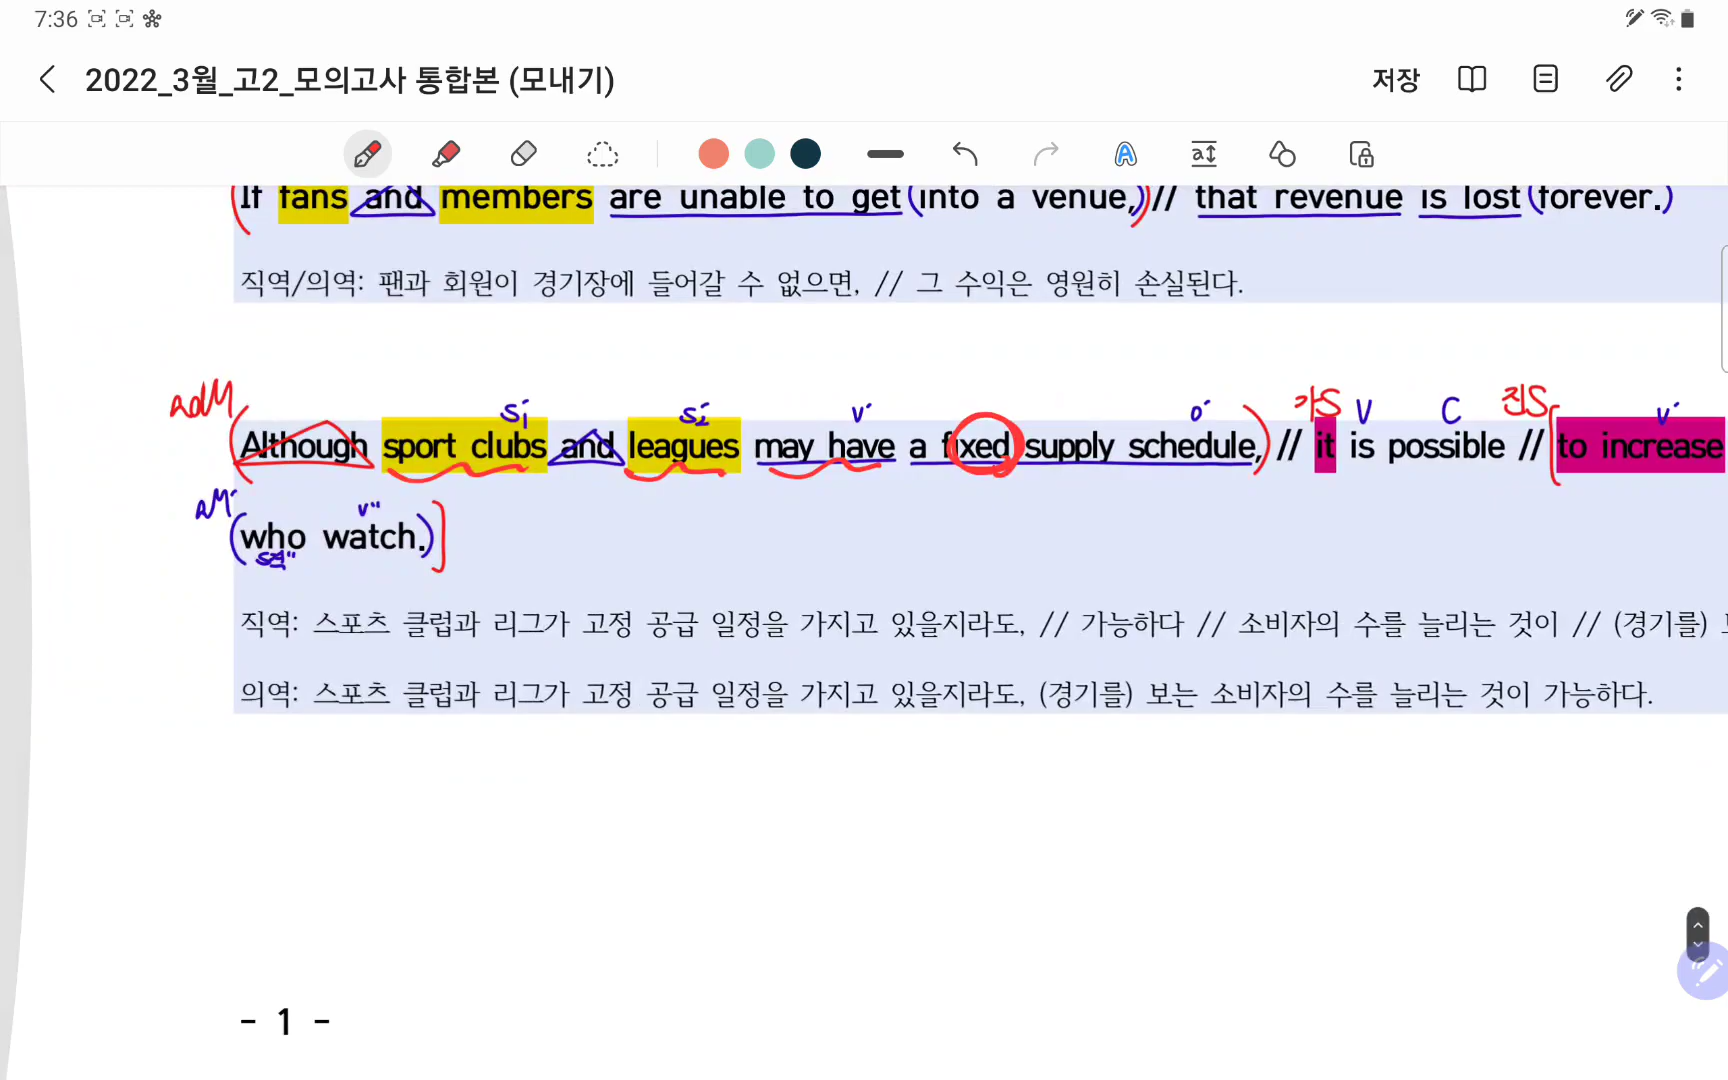 7:36
2022_3월_고2_모의고사 통합본 (모내기)
저장
(If fans and members are unable to get (into a venue,)) // that revenue is lost (forever.)
직역/의역: 팬과 회원이 경기장에 들어갈 수 없으면, // 그 수익은 영원히 손실된다.
AdM S₁' S₂' V' O' 가S V C 진S V'
(Although sport clubs and leagues may have a fixed supply schedule,) // it is possible // [to increase
AM' V''
(who watch.)]
직역: 스포츠 클럽과 리그가 고정 공급 일정을 가지고 있을지라도, // 가능하다 // 소비자의 수를 늘리는 것이 // (경기를)
의역: 스포츠 클럽과 리그가 고정 공급 일정을 가지고 있을지라도, (경기를) 보는 소비자의 수를 늘리는 것이 가능하다.
- 1 -